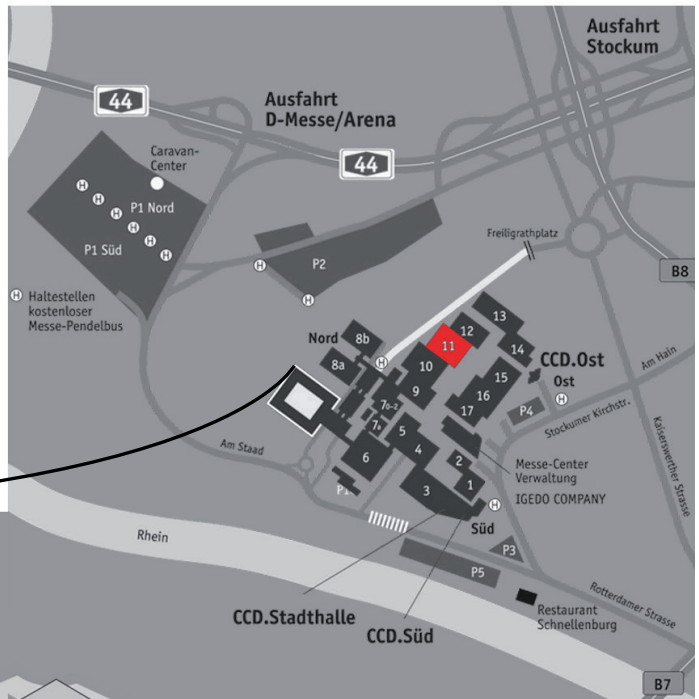 Ausfahrt
Stockum
44
Ausfahrt
D-Messe/Arena
44
Caravan-
Center
H
H
H
H
H
H
P1 Nord
P1 Süd
Freiligrathplatz
H
P2
B8
H
Haltestellen
kostenloser
Messe-Pendelbus
H
13
12
Nord
8b
11
14
8a
H
10
CCD.Ost
Ost
15
9
16
H
Am Hain
7 0-2
17
P4
7a
5
Stockumer Kirchstr.
Kaiserswerther Strasse
Am Staad
4
6
2
Messe-Center
Verwaltung
3
1
IGEDO COMPANY
H
Süd
Rhein
P3
P5
Rotterdamer Strasse
Restaurant
Schnellenburg
CCD.Stadthalle
CCD.Süd
B7